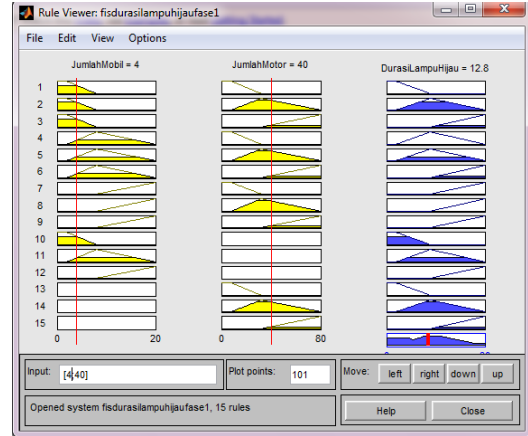 Rule Viewer: fisdurasilampuhijaufase1
File Edit View Options
JumlahMobil = 4 JumlahMotor = 40 DurasiLampuHijau = 12.8
1
2
3
4
5
6
7
8
9
10
11
12
13
14
15
0 20 0 80
Input: [4 40] Plot points: 101 Move: left right down up
Opened system fisdurasilampuhijaufase1, 15 rules Help Close